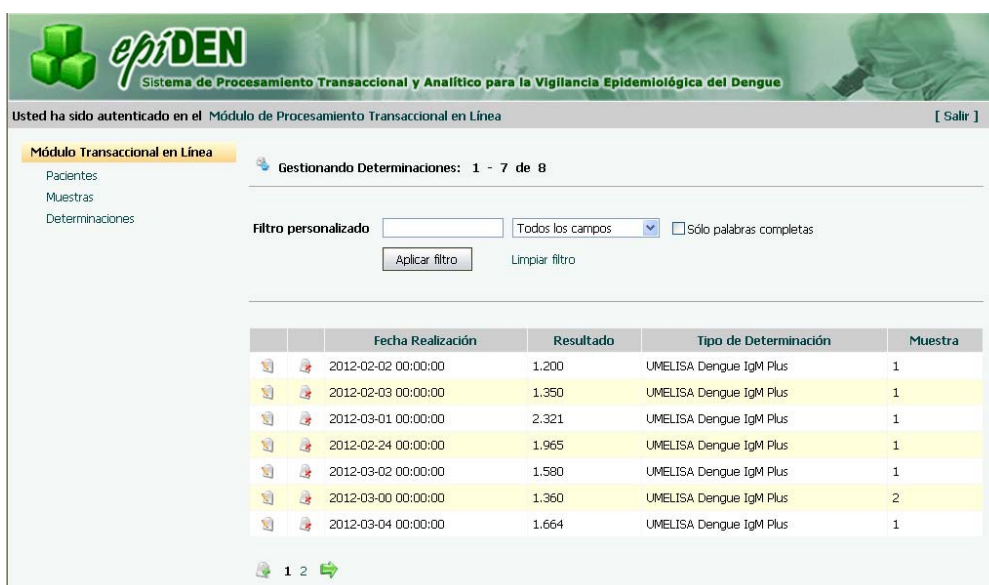 epiDEN
Sistema de Procesamiento Transaccional y Analítico para la Vigilancia Epidemiológica del Dengue
Usted ha sido autenticado en el Módulo de Procesamiento Transaccional en Línea [ Salir ]
Módulo Transaccional en Línea
Pacientes
Muestras
Determinaciones
Gestionando Determinaciones: 1 - 7 de 8
Filtro personalizado Todos los campos Sólo palabras completas
Aplicar filtro Limpiar filtro
Fecha Realización Resultado Tipo de Determinación Muestra
2012-02-02 00:00:00 1.200 UMELISA Dengue IgM Plus 1
2012-02-03 00:00:00 1.350 UMELISA Dengue IgM Plus 1
2012-03-01 00:00:00 2.321 UMELISA Dengue IgM Plus 1
2012-02-24 00:00:00 1.965 UMELISA Dengue IgM Plus 1
2012-03-02 00:00:00 1.580 UMELISA Dengue IgM Plus 1
2012-03-00 00:00:00 1.360 UMELISA Dengue IgM Plus 2
2012-03-04 00:00:00 1.664 UMELISA Dengue IgM Plus 1
1 2